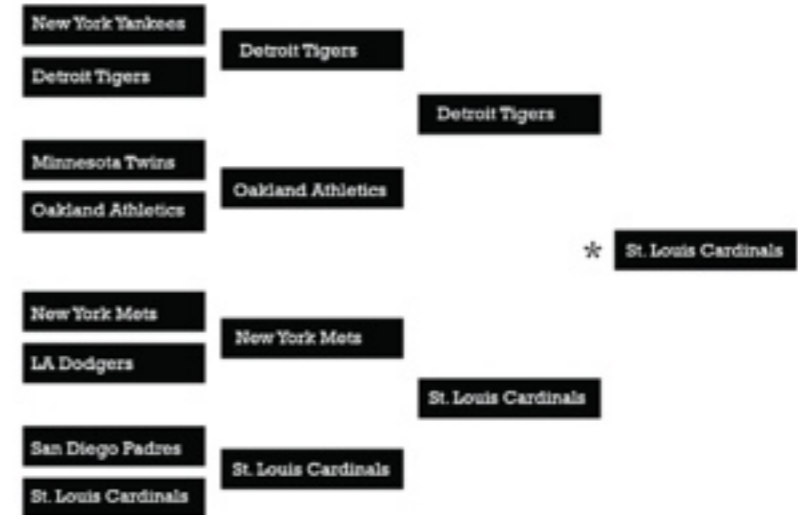 New York Yankees
Detroit Tigers
Detroit Tigers
Detroit Tigers
Minnesota Twins
Oakland Athletics
Oakland Athletics
* St. Louis Cardinals
New York Mets
New York Mets
LA Dodgers
St. Louis Cardinals
San Diego Padres
St. Louis Cardinals
St. Louis Cardinals